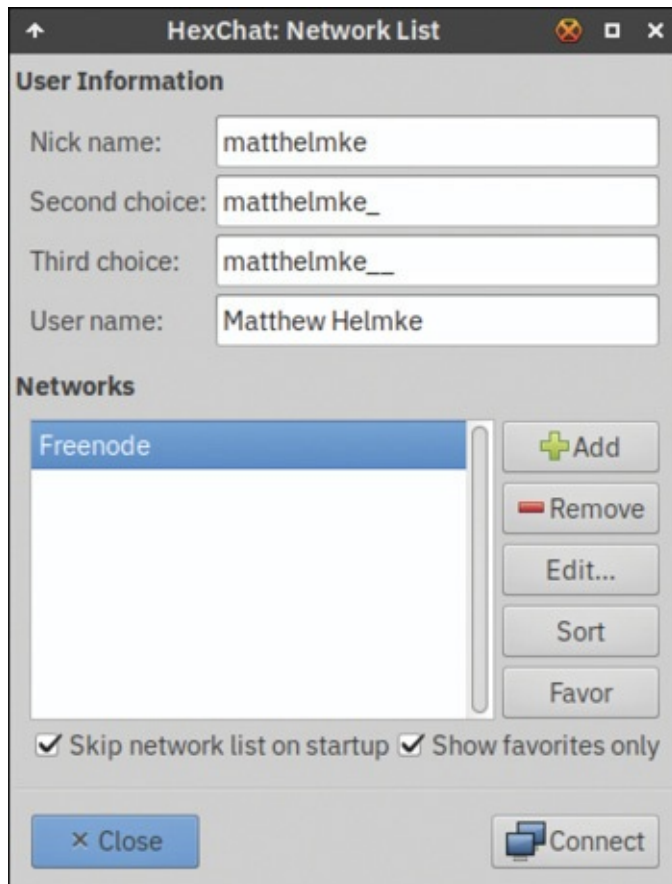 HexChat: Network List
User Information
Nick name: matthelmke
Second choice: matthelmke_
Third choice: matthelmke__
User name: Matthew Helmke
Networks
Freenode
Add
Remove
Edit...
Sort
Favor
Skip network list on startup Show favorites only
Close Connect